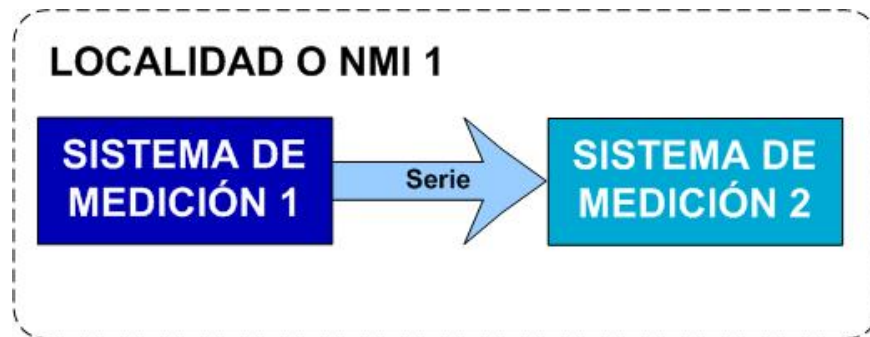 LOCALIDAD O NMI 1
SISTEMA DE
MEDICIÓN 1
Serie
SISTEMA DE
MEDICIÓN 2